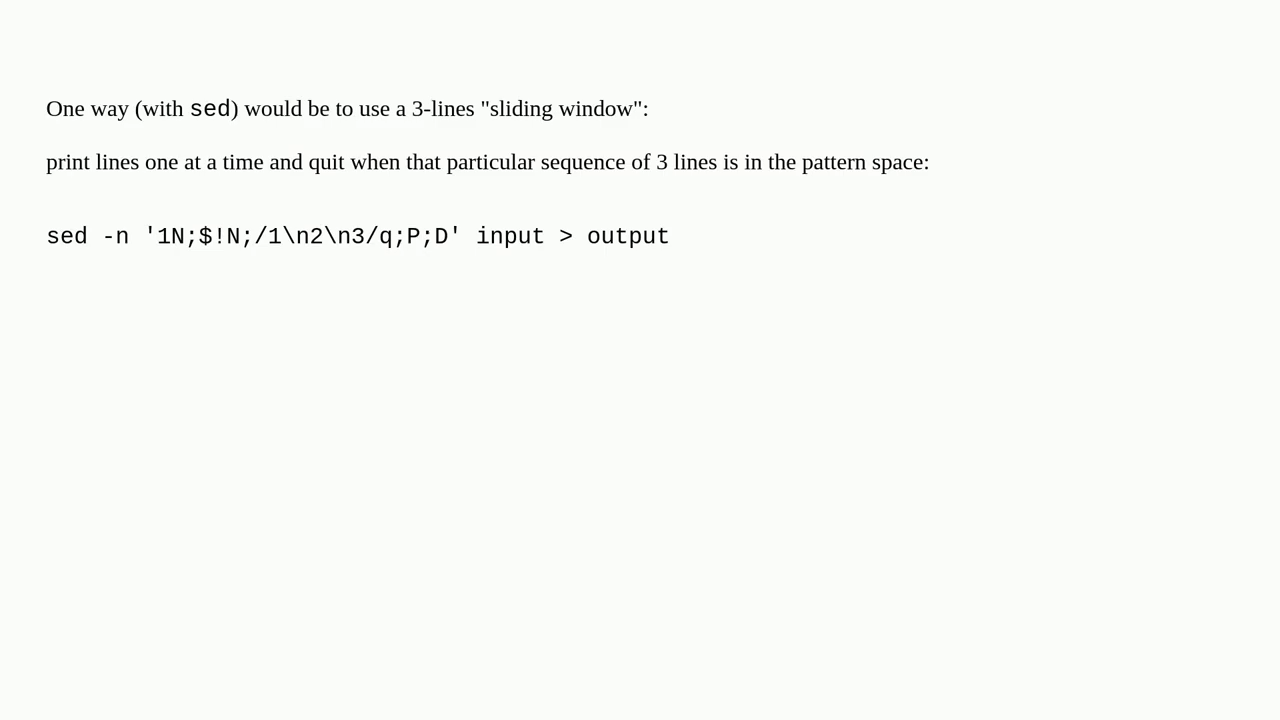 One way (with sed) would be to use a 3-lines "sliding window":
print lines one at a time and quit when that particular sequence of 3 lines is in the pattern space:
sed -n '1N;$!N;/1\n2\n3/q;P;D' input > output